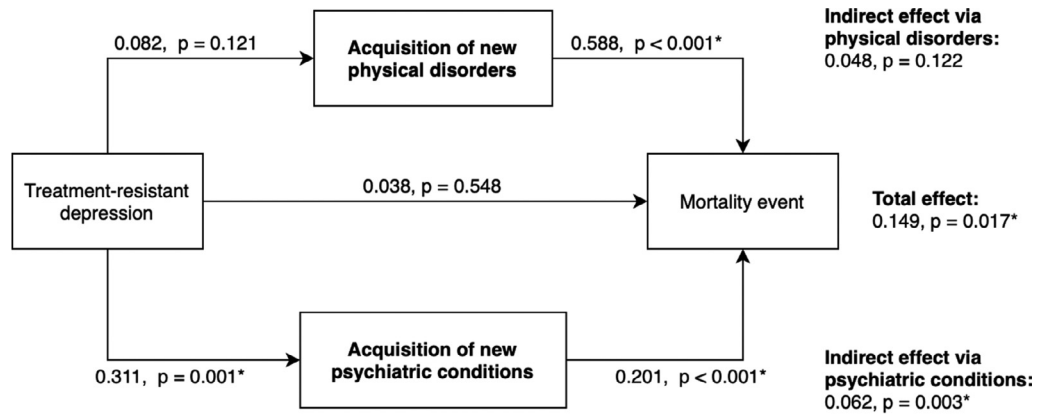 Indirect effect via
physical disorders:
0.048, p = 0.122
0.082, p = 0.121
Acquisition of new
physical disorders
0.588, p < 0.001*
Treatment-resistant
depression
0.038, p = 0.548
Mortality event
Total effect:
0.149, p = 0.017*
0.311, p = 0.001*
Acquisition of new
psychiatric conditions
0.201, p < 0.001*
Indirect effect via
psychiatric conditions:
0.062, p = 0.003*